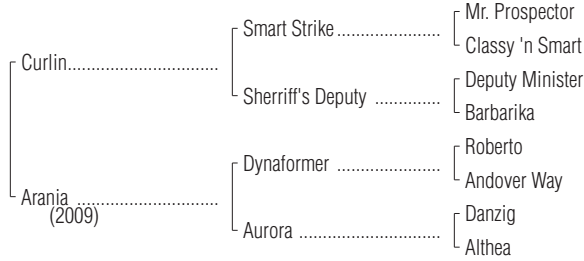 Mr. Prospector
Smart Strike....................
Classy 'n Smart
Curlin.............................
Deputy Minister
Sherriff's Deputy .............
Barbarika
Roberto
Dynaformer ....................
Andover Way
Arania ...........................
(2009)
Danzig
Aurora ...........................
Althea